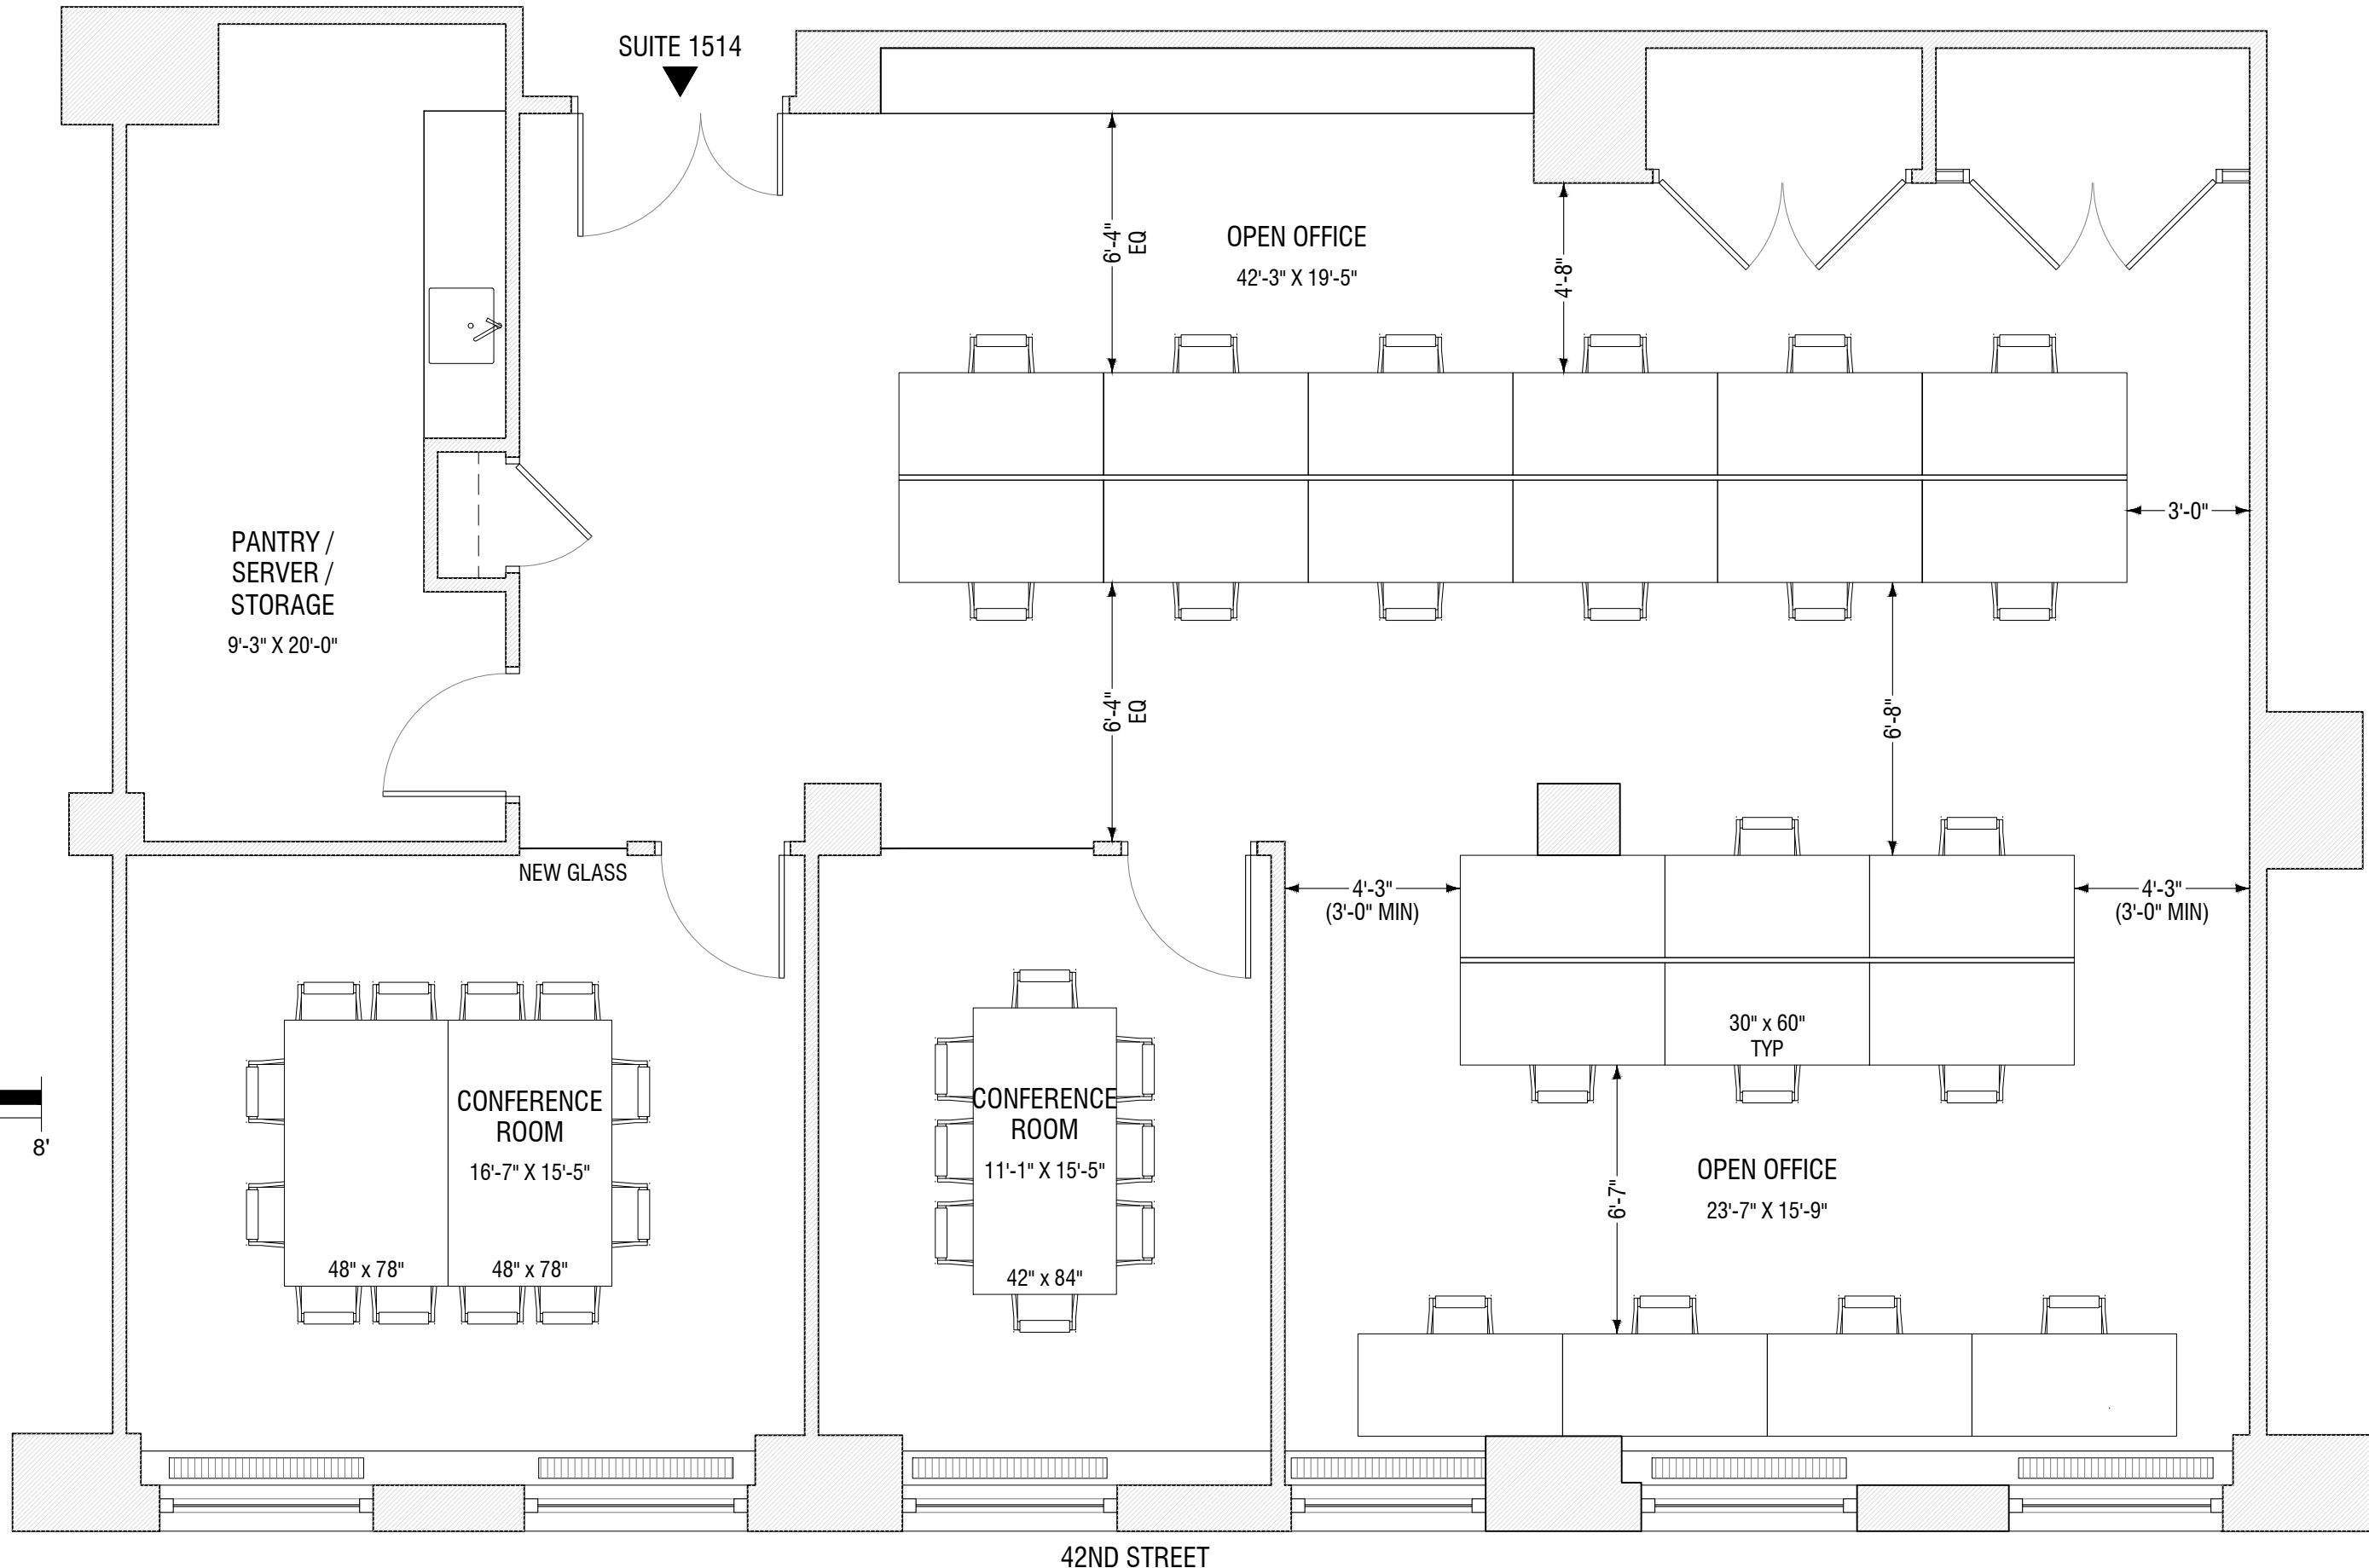 SUITE 1514
6'-4"
EQ
OPEN OFFICE
42'-3" X 19'-5"
4'-8"
3'-0"
PANTRY /
SERVER /
STORAGE
9'-3" X 20'-0"
6'-4"
EQ
6'-8"
NEW GLASS
4'-3"
(3'-0" MIN)
4'-3"
(3'-0" MIN)
30" x 60"
TYP
CONFERENCE
ROOM
16'-7" X 15'-5"
48" x 78"
48" x 78"
CONFERENCE
ROOM
11'-1" X 15'-5"
42" x 84"
8'
6'-7"
OPEN OFFICE
23'-7" X 15'-9"
42ND STREET